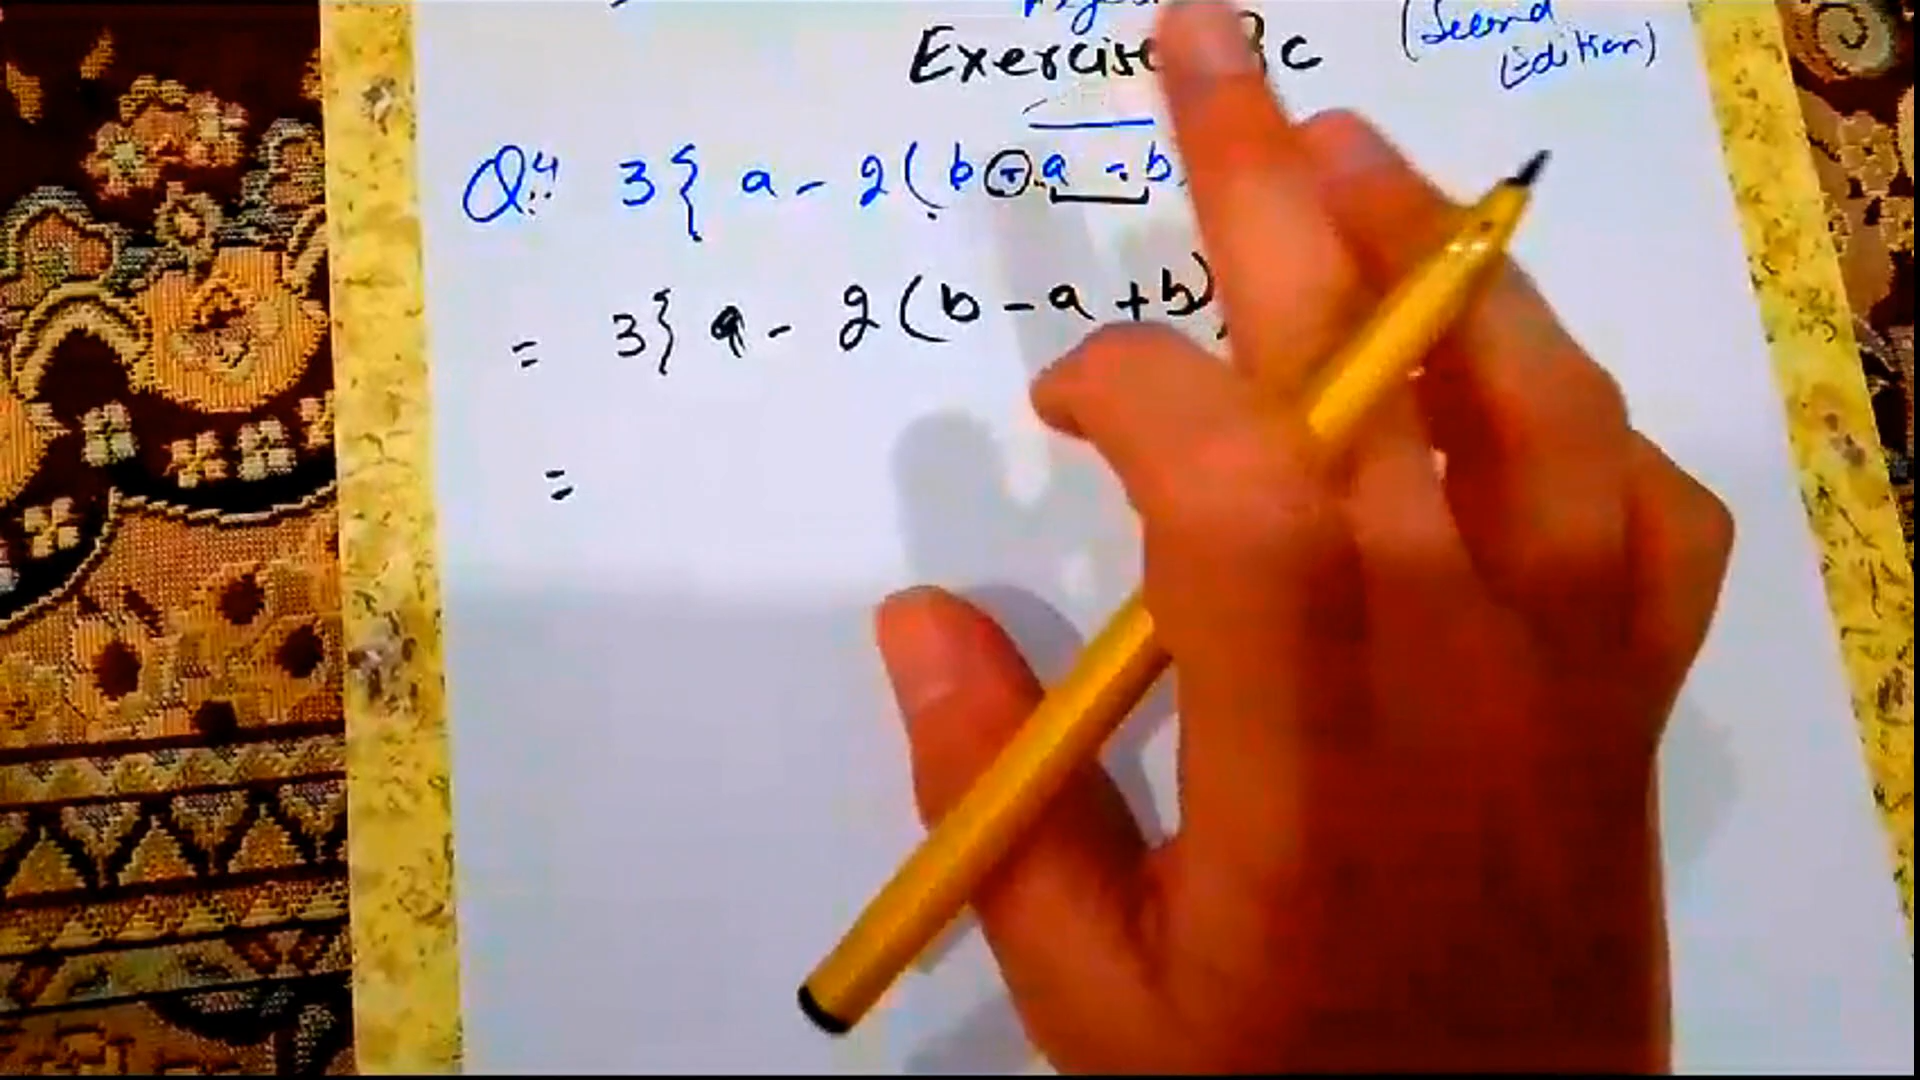 Exercise c
(Second
Edition)
Q4 3{ a - 2( b - a - b
= 3{ a - 2(b - a + b)
=